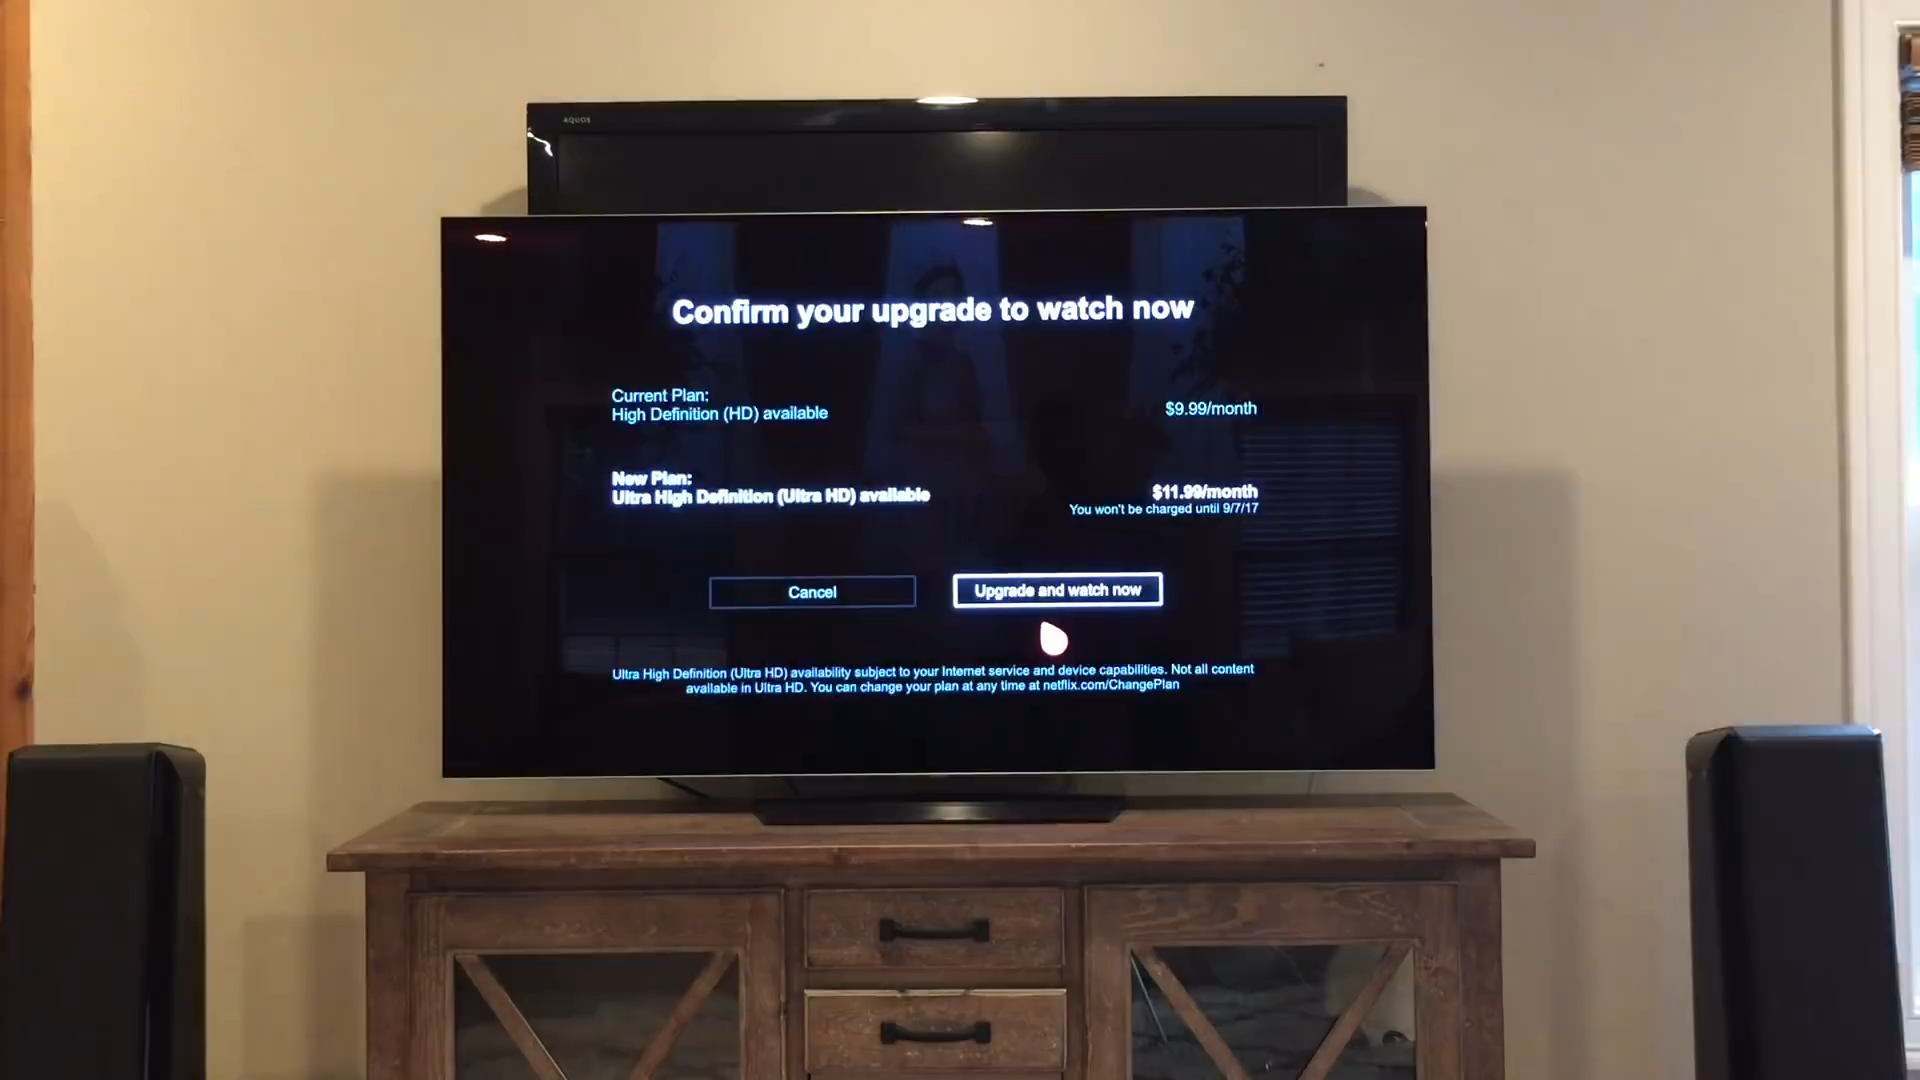 AQUOS
Confirm your upgrade to watch now
Current Plan:
High Definition (HD) available
$9.99/month
New Plan:
Ultra High Definition (Ultra HD) available
$11.99/month
You won't be charged until 9/7/17
Cancel
Upgrade and watch now
Ultra High Definition (Ultra HD) availability subject to your Internet service and device capabilities. Not all content
available in Ultra HD. You can change your plan at any time at netflix.com/ChangePlan